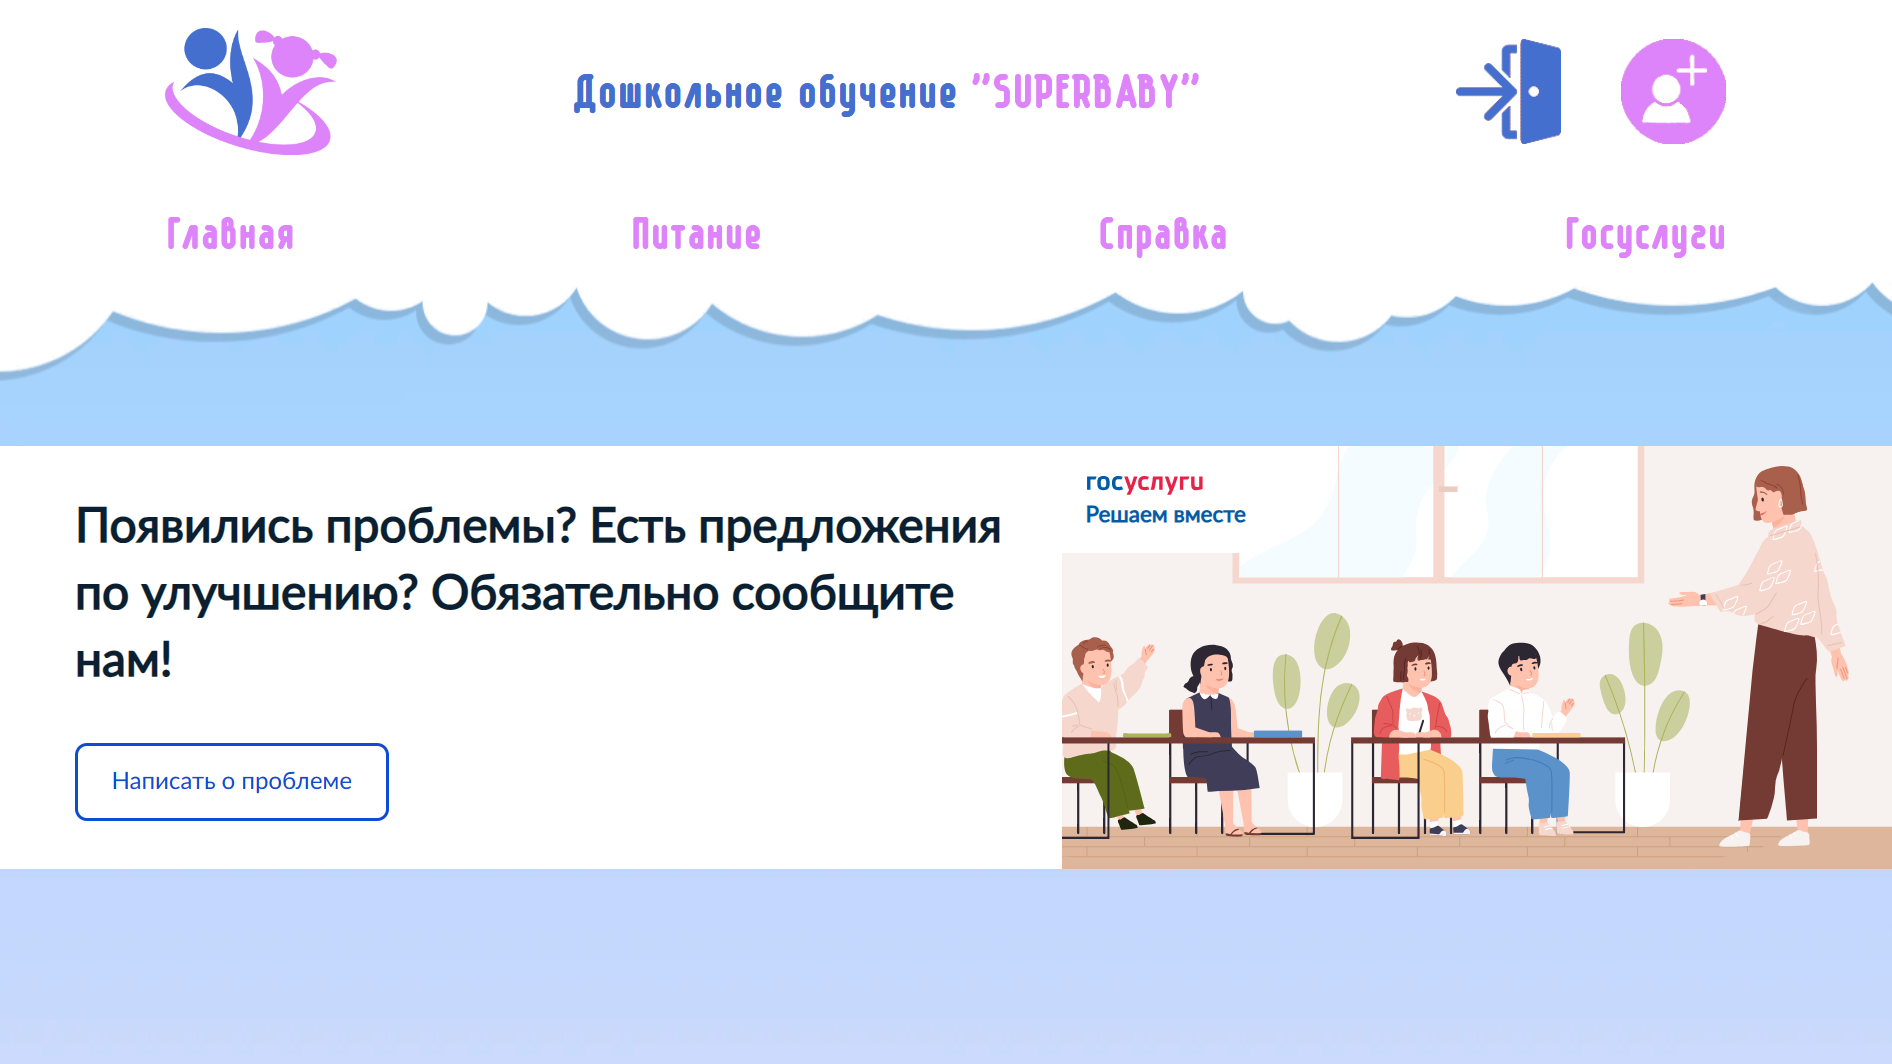 Дошкольное обучение "SUPERBABY"
Главная
Питание
Справка
Госуслуги
Появились проблемы? Есть предложения
по улучшению? Обязательно сообщите
нам!
Написать о проблеме
госуслуги
Решаем вместе